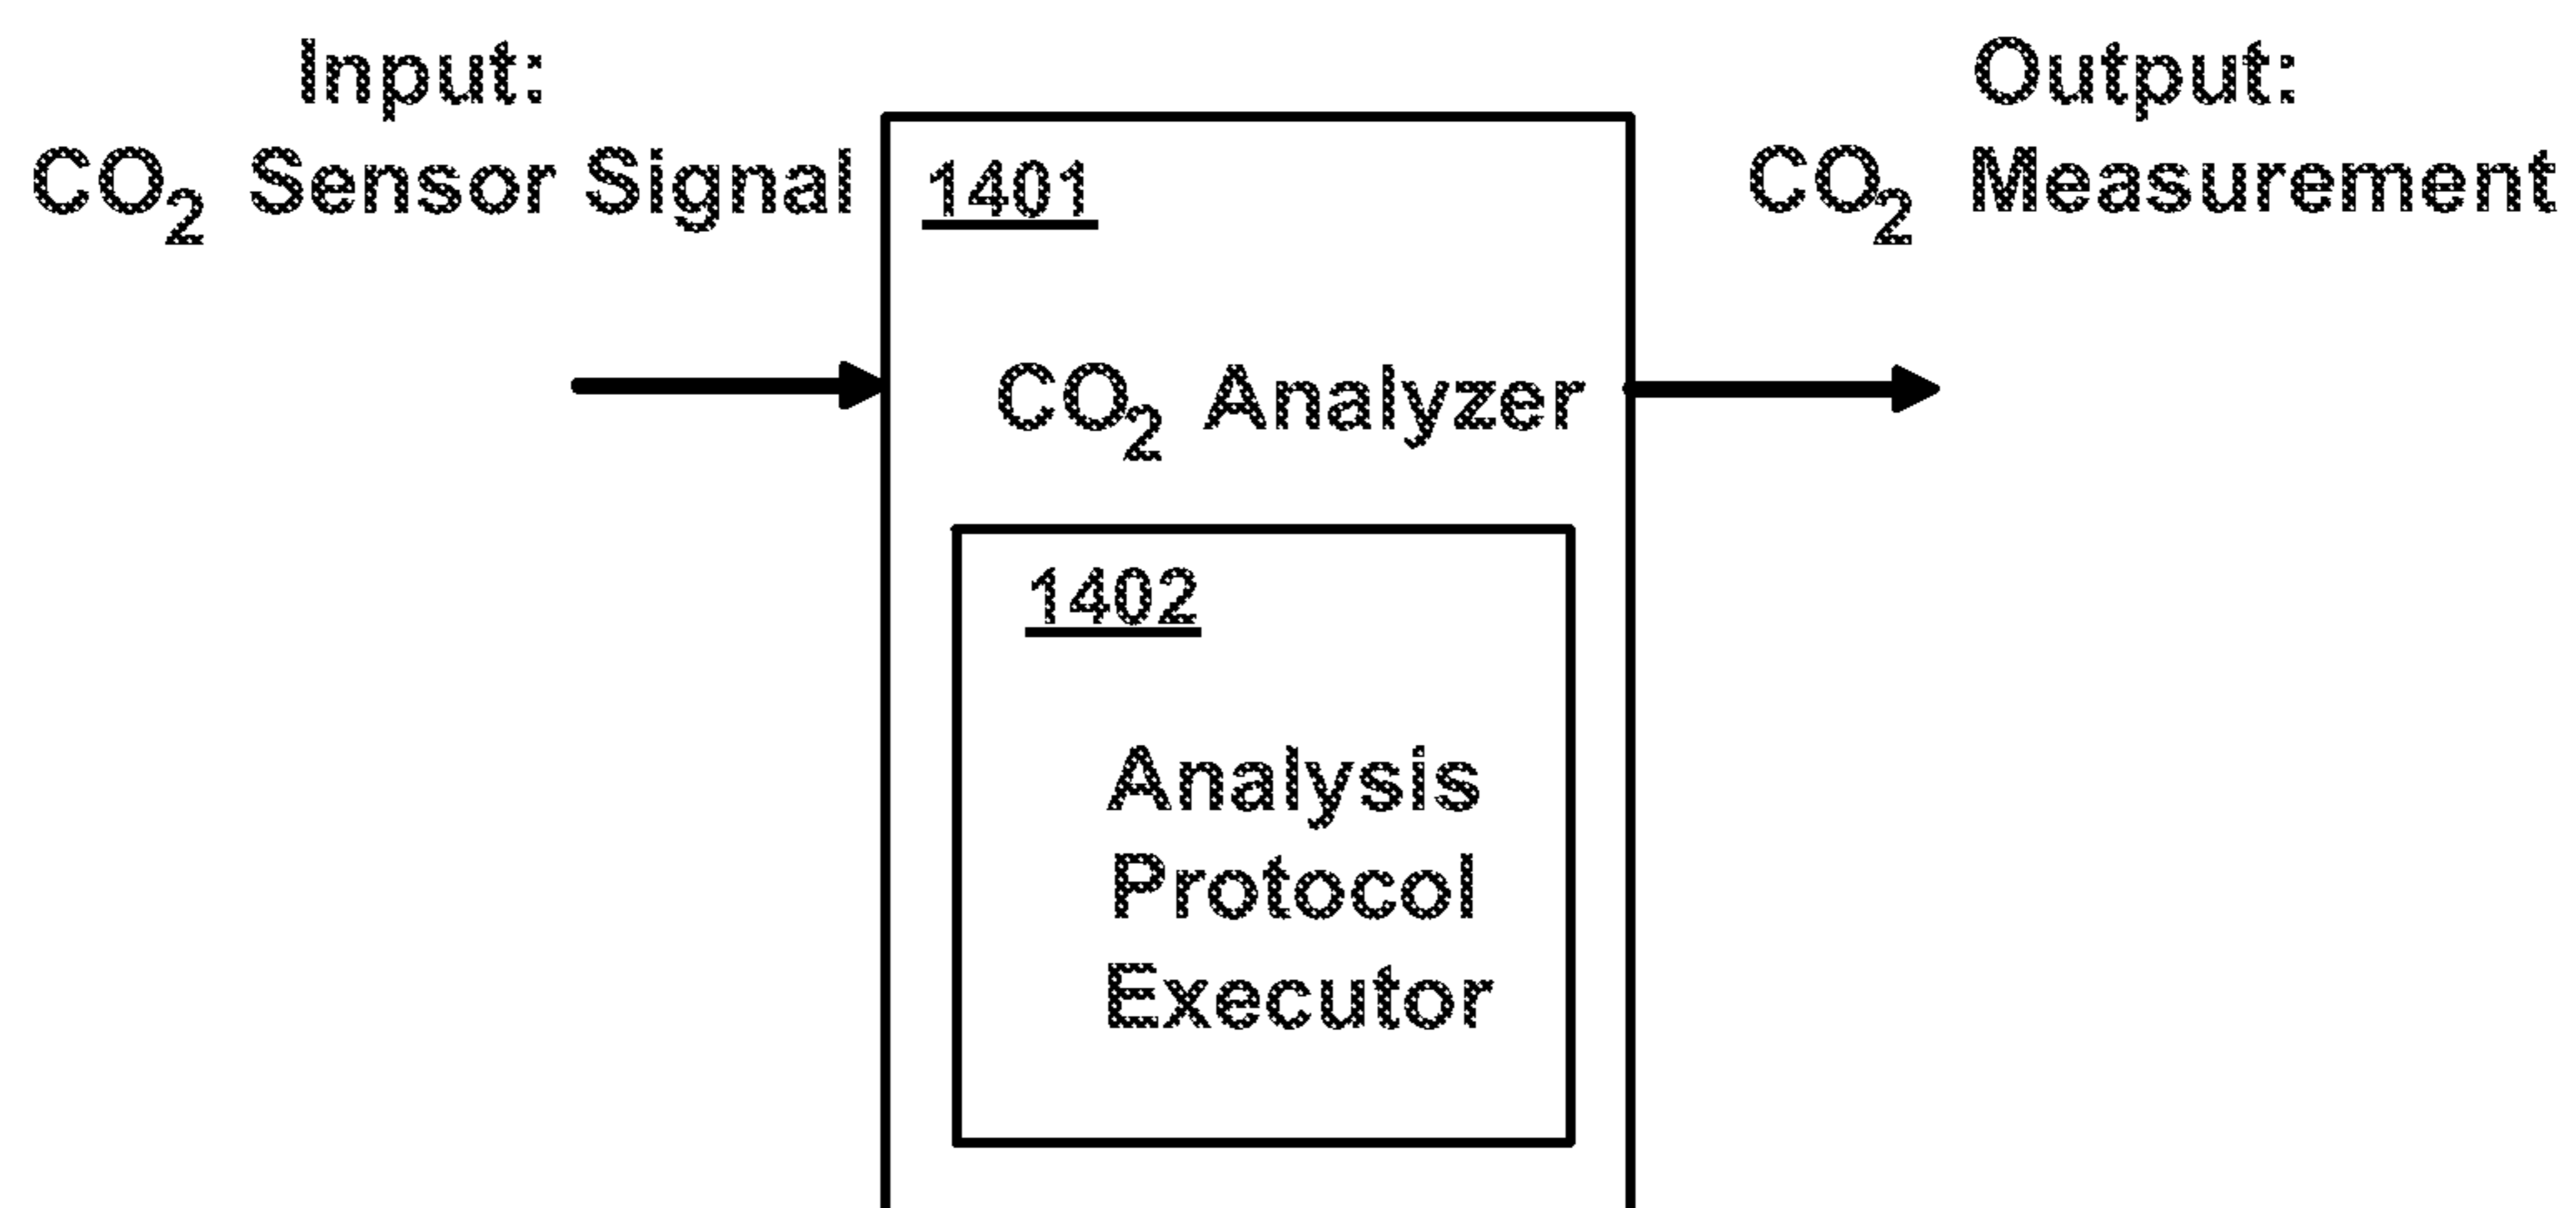 Input:
CO₂ Sensor Signal
1401
CO₂ Analyzer
1402
Analysis
Protocol
Executor
Output:
CO₂ Measurement